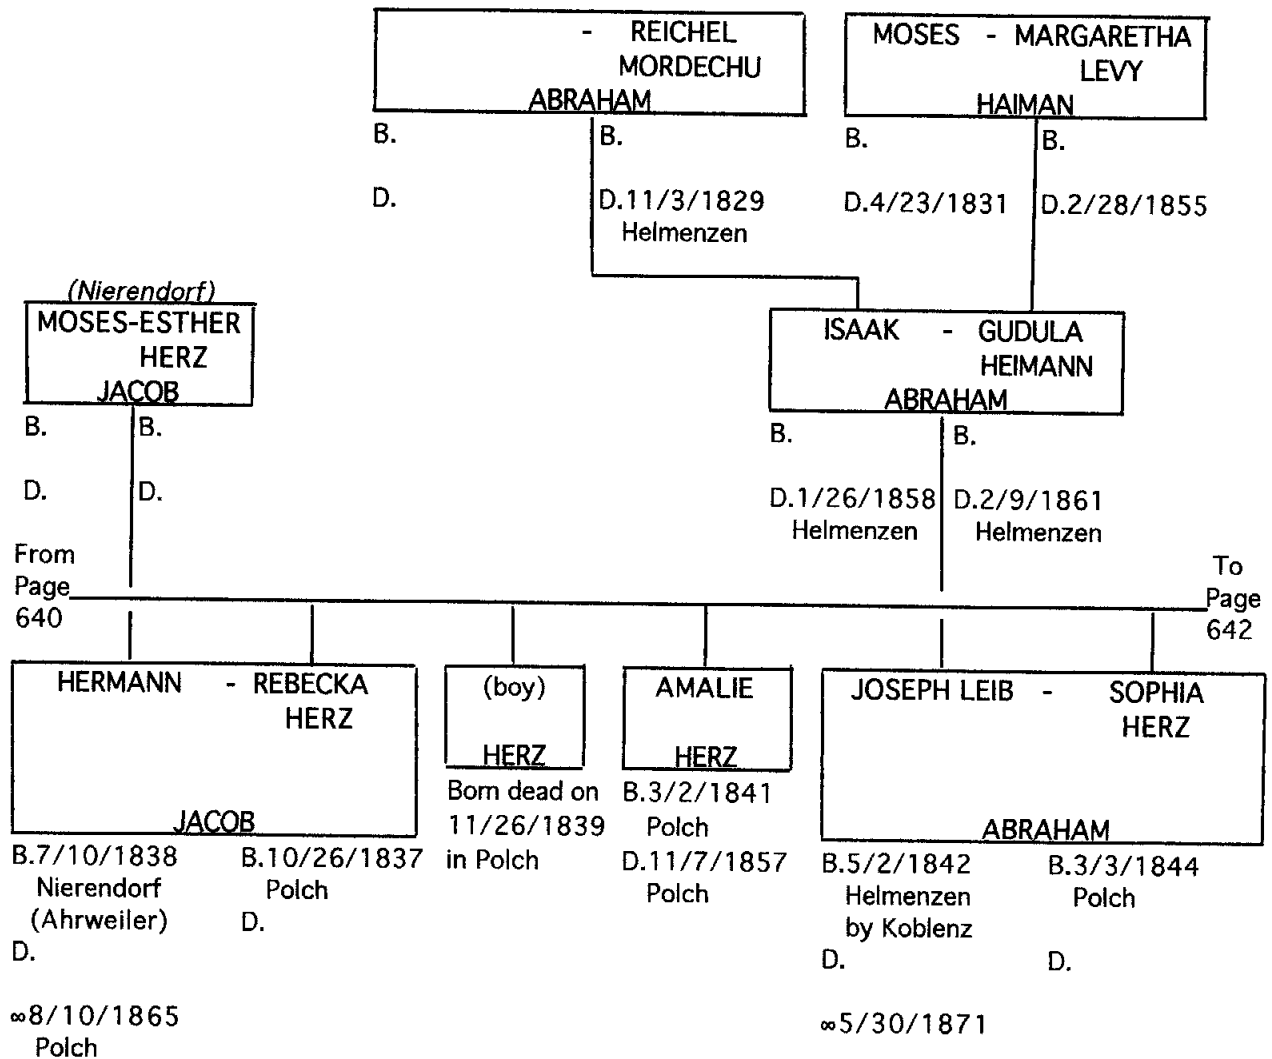 - REICHEL
MORDECHU
ABRAHAM
B. B.
D. D.11/3/1829
Helmenzen
MOSES - MARGARETHA
LEVY
HAIMAN
B. B.
D.4/23/1831 D.2/28/1855
(Nierendorf)
MOSES-ESTHER
HERZ
JACOB
B. B.
D. D.
ISAAK - GUDULA
HEIMANN
ABRAHAM
B. B.
D.1/26/1858 D.2/9/1861
Helmenzen Helmenzen
From
Page
640
To
Page
642
HERMANN - REBECKA
HERZ
JACOB
B.7/10/1838 B.10/26/1837
Nierendorf Polch
(Ahrweiler) D.
D.
∞8/10/1865
Polch
(boy)
HERZ
Born dead on
11/26/1839
in Polch
AMALIE
HERZ
B.3/2/1841
Polch
D.11/7/1857
Polch
JOSEPH LEIB - SOPHIA
HERZ
ABRAHAM
B.5/2/1842 B.3/3/1844
Helmenzen Polch
by Koblenz
D. D.
∞5/30/1871